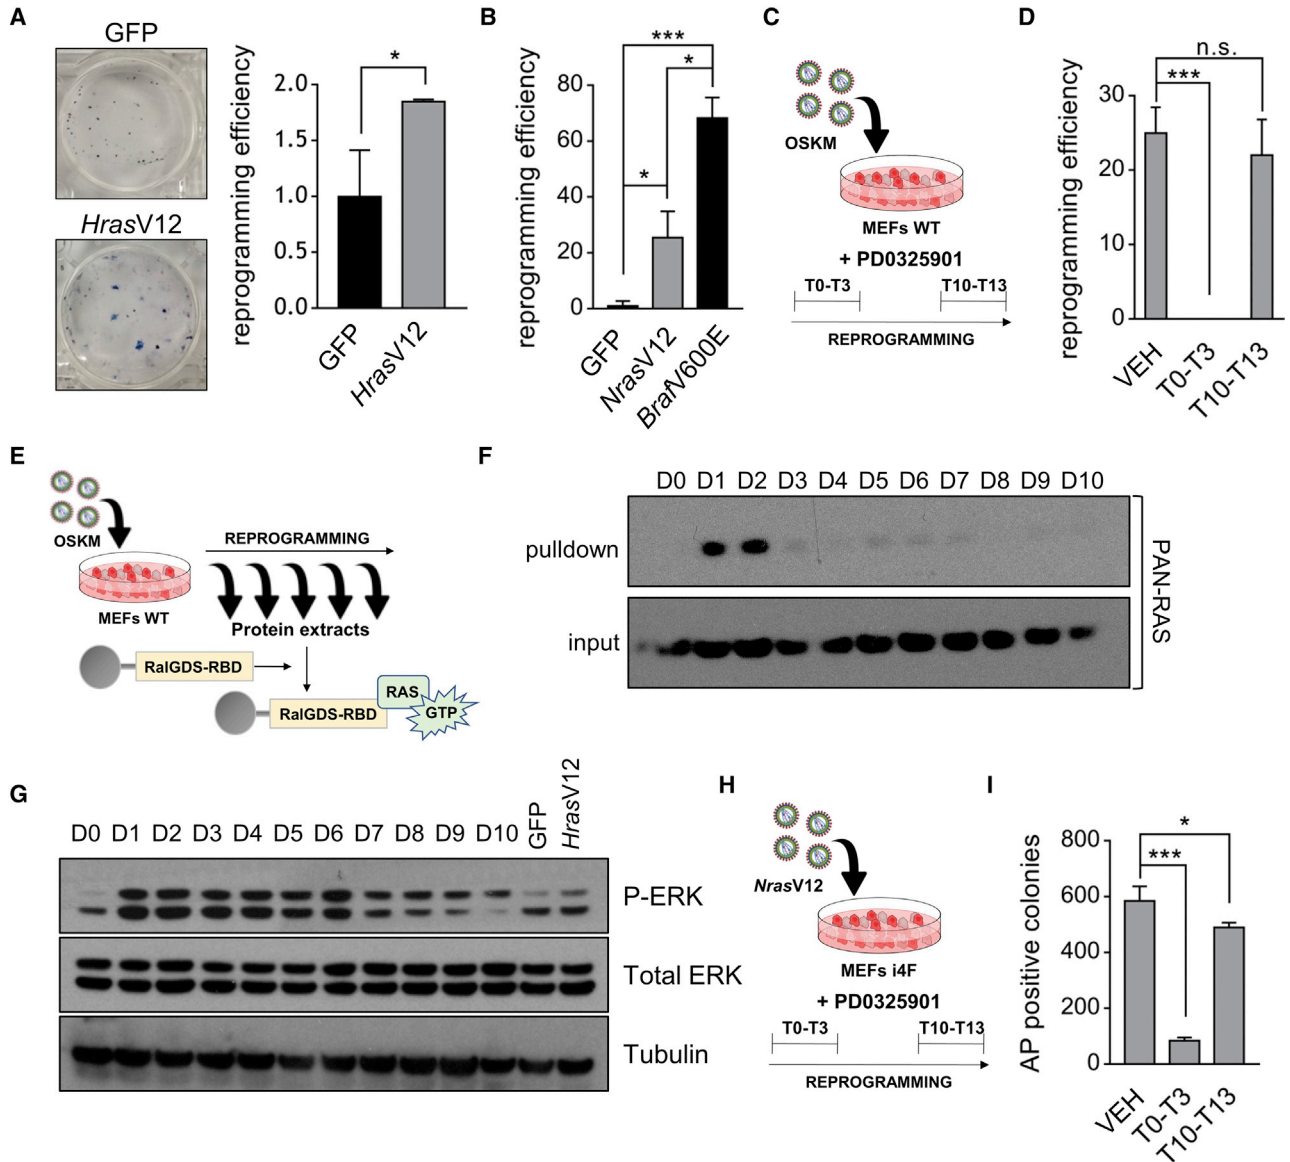 A
GFP
HrasV12
reprogramming efficiency
2.0
1.5
1.0
0.5
0.0
*
GFP
HrasV12
B
reprogramming efficiency
80
60
40
20
0
***
*
*
GFP
NrasV12
BrafV600E
C
OSKM
MEFs WT
+ PD0325901
T0-T3 T10-T13
REPROGRAMMING
D
reprogramming efficiency
30
20
10
0
n.s.
***
VEH
T0-T3
T10-T13
E
OSKM
MEFs WT
REPROGRAMMING
Protein extracts
RalGDS-RBD
RalGDS-RBD
RAS
GTP
F
D0 D1 D2 D3 D4 D5 D6 D7 D8 D9 D10
pulldown
input
PAN-RAS
G
D0 D1 D2 D3 D4 D5 D6 D7 D8 D9 D10 GFP HrasV12
P-ERK
Total ERK
Tubulin
H
NrasV12
MEFs i4F
+ PD0325901
T0-T3 T10-T13
REPROGRAMMING
I
AP positive colonies
800
600
400
200
0
*
***
VEH
T0-T3
T10-T13